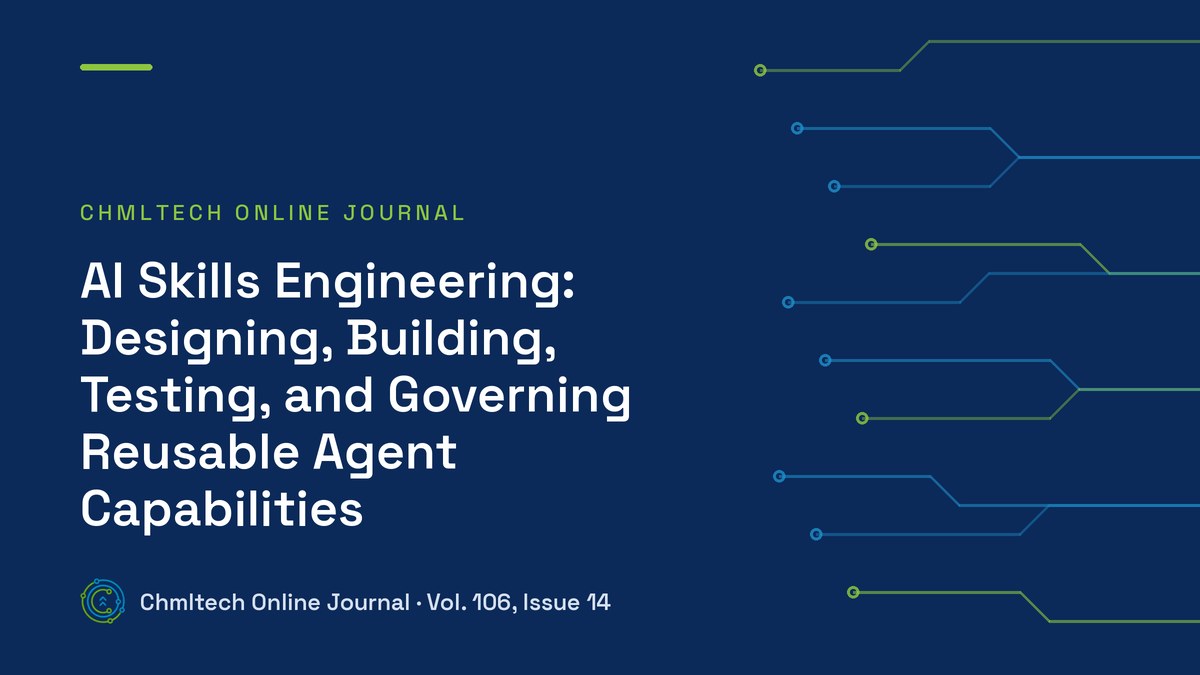 CHMLTECH ONLINE JOURNAL
AI Skills Engineering:
Designing, Building,
Testing, and Governing
Reusable Agent
Capabilities
Chmltech Online Journal · Vol. 106, Issue 14